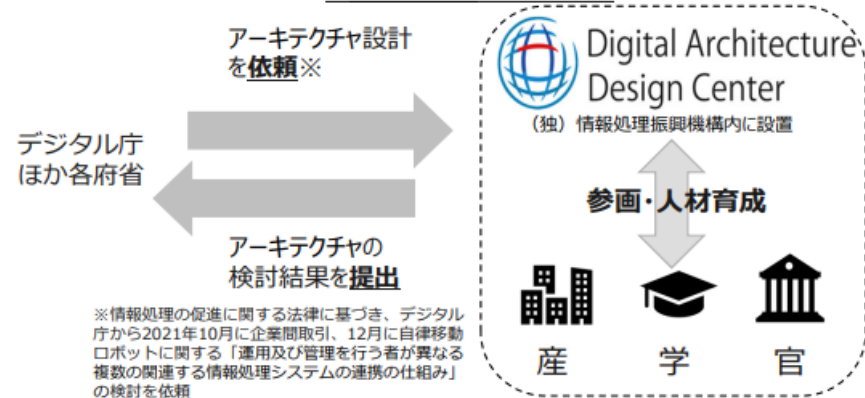 アーキテクチャ設計
を依頼※
Digital Architecture
Design Center
（独）情報処理振興機構内に設置
デジタル庁
ほか各府省
参画・人材育成
アーキテクチャの
検討結果を提出
※情報処理の促進に関する法律に基づき、デジタル
庁から2021年10月に企業間取引、12月に自律移動
ロボットに関する「運用及び管理を行う者が異なる
複数の関連する情報処理システムの連携の仕組み」
の検討を依頼
産 学 官